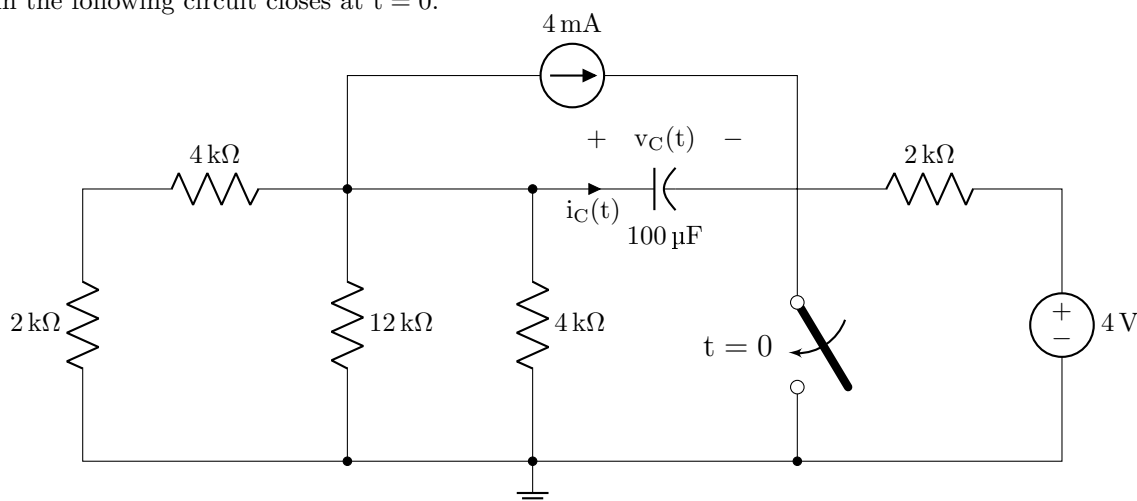 in the following circuit closes at t = 0.
4 mA
+ v_C(t) −
4 kΩ
2 kΩ
i_C(t)
100 µF
2 kΩ
12 kΩ
4 kΩ
t = 0
+
−
4 V